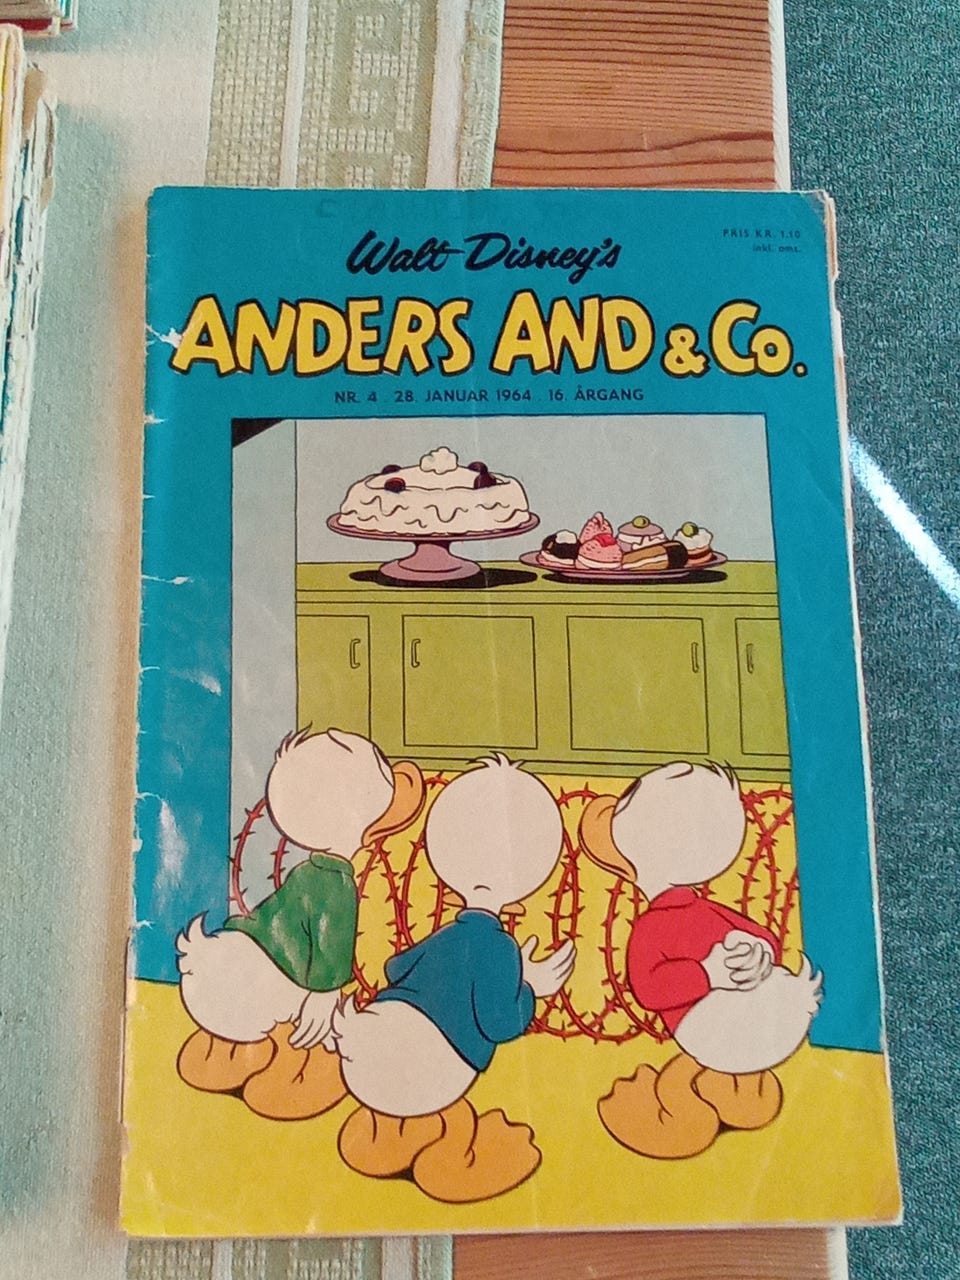 PRIS KR. 1.10
inkl. oms.
Walt Disney's
ANDERS AND & Co.
NR. 4 . 28. JANUAR 1964 . 16. ÅRGANG